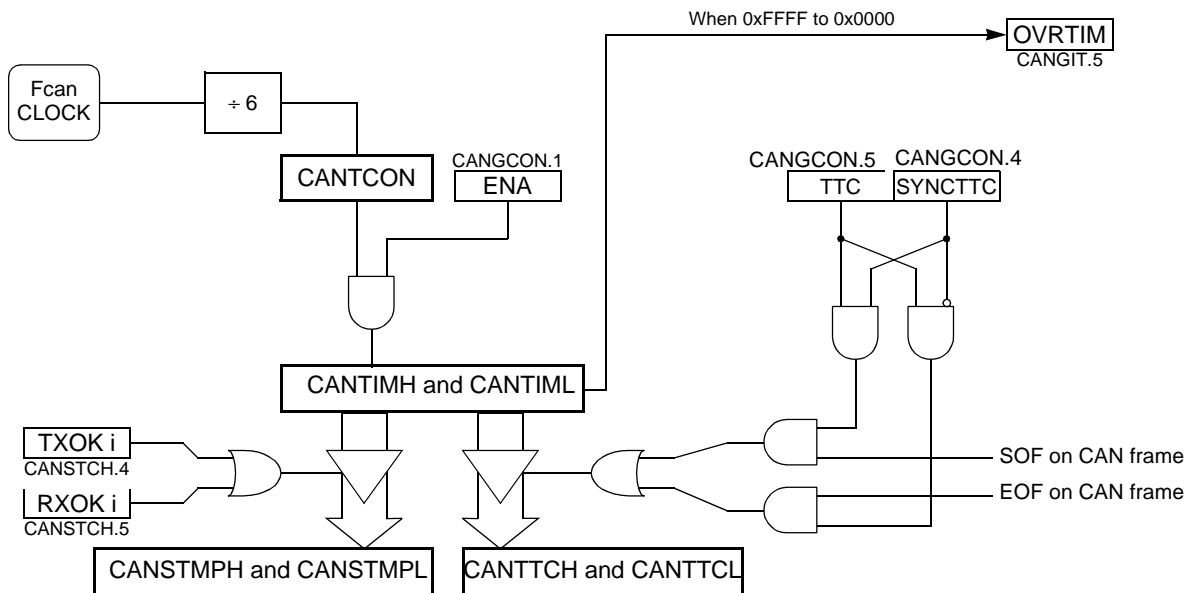 When 0xFFFF to 0x0000
OVRTIM
CANGIT.5
Fcan
CLOCK
÷ 6
CANTCON
CANGCON.1
ENA
CANGCON.5
CANGCON.4
TTC
SYNCTTC
CANTIMH and CANTIML
TXOK i
CANSTCH.4
RXOK i
CANSTCH.5
SOF on CAN frame
EOF on CAN frame
CANSTMPH and CANSTMPL
CANTTCH and CANTTCL